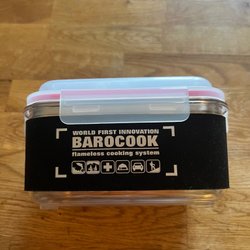 WORLD FIRST INNOVATION
BAROCOOK
flameless cooking system